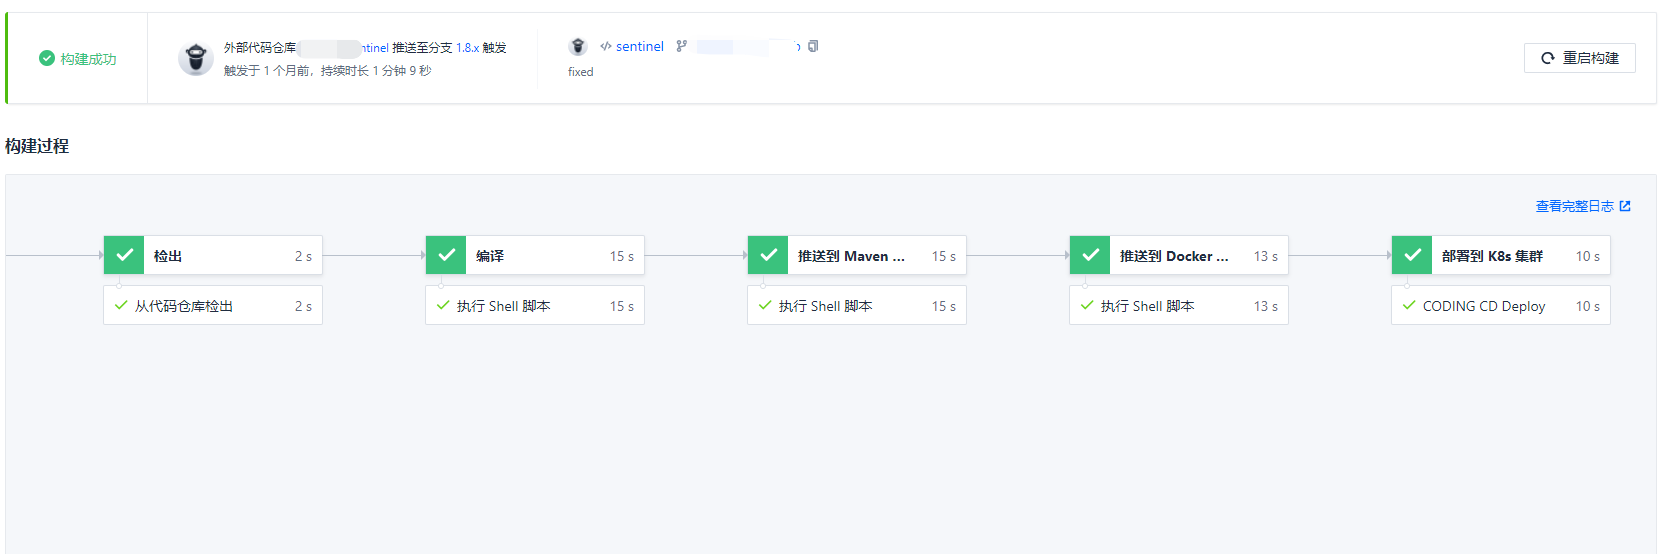 构建成功
外部代码仓库 ntinel 推送至分支 1.8.x 触发
触发于 1 个月前，持续时长 1 分钟 9 秒
sentinel
fixed
重启构建
构建过程
查看完整日志
检出 2 s
编译 15 s
推送到 Maven ... 15 s
推送到 Docker ... 13 s
部署到 K8s 集群 10 s
从代码仓库检出 2 s
执行 Shell 脚本 15 s
执行 Shell 脚本 15 s
执行 Shell 脚本 13 s
CODING CD Deploy 10 s